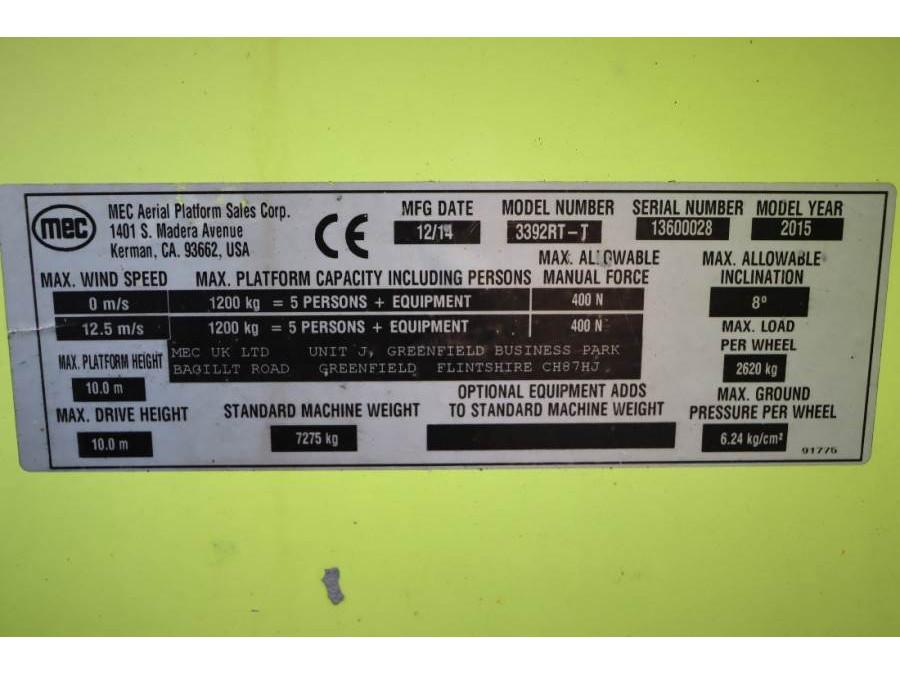 mec
MEC Aerial Platform Sales Corp.
1401 S. Madera Avenue
Kerman, CA. 93662, USA
CE
MFG DATE
12/14
MODEL NUMBER
3392RT-T
SERIAL NUMBER
13600028
MODEL YEAR
2015
MAX. WIND SPEED
MAX. PLATFORM CAPACITY INCLUDING PERSONS
MAX. ALLOWABLE
MANUAL FORCE
0 m/s
1200 kg = 5 PERSONS + EQUIPMENT
400 N
12.5 m/s
1200 kg = 5 PERSONS + EQUIPMENT
400 N
MAX. ALLOWABLE
INCLINATION
8º
MAX. PLATFORM HEIGHT
10.0 m
MEC UK LTD UNIT J, GREENFIELD BUSINESS PARK
BAGILLT ROAD GREENFIELD FLINTSHIRE CH87HJ
MAX. LOAD
PER WHEEL
2620 kg
MAX. DRIVE HEIGHT
10.0 m
STANDARD MACHINE WEIGHT
7275 kg
OPTIONAL EQUIPMENT ADDS
TO STANDARD MACHINE WEIGHT
MAX. GROUND
PRESSURE PER WHEEL
6.24 kg/cm²
91775